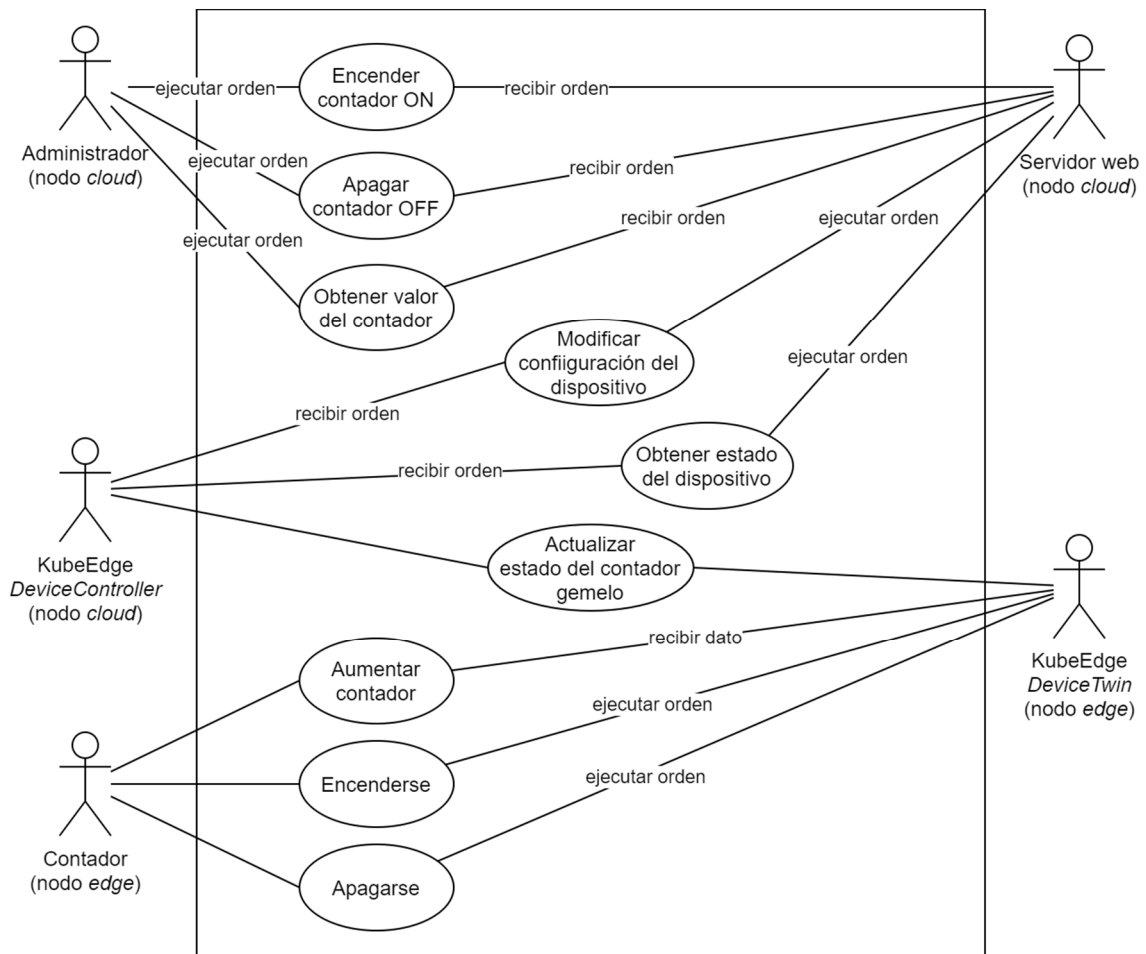 Encender
contador ON
ejecutar orden
recibir orden
Administrador
(nodo cloud)
Servidor web
(nodo cloud)
ejecutar orden
recibir orden
Apagar
contador OFF
ejecutar orden
recibir orden
ejecutar orden
Obtener valor
del contador
Modificar
confiiguración del
dispositivo
ejecutar orden
recibir orden
Obtener estado
del dispositivo
recibir orden
KubeEdge
DeviceController
(nodo cloud)
Actualizar
estado del contador
gemelo
KubeEdge
DeviceTwin
(nodo edge)
recibir dato
Aumentar
contador
ejecutar orden
Encenderse
ejecutar orden
Contador
(nodo edge)
Apagarse